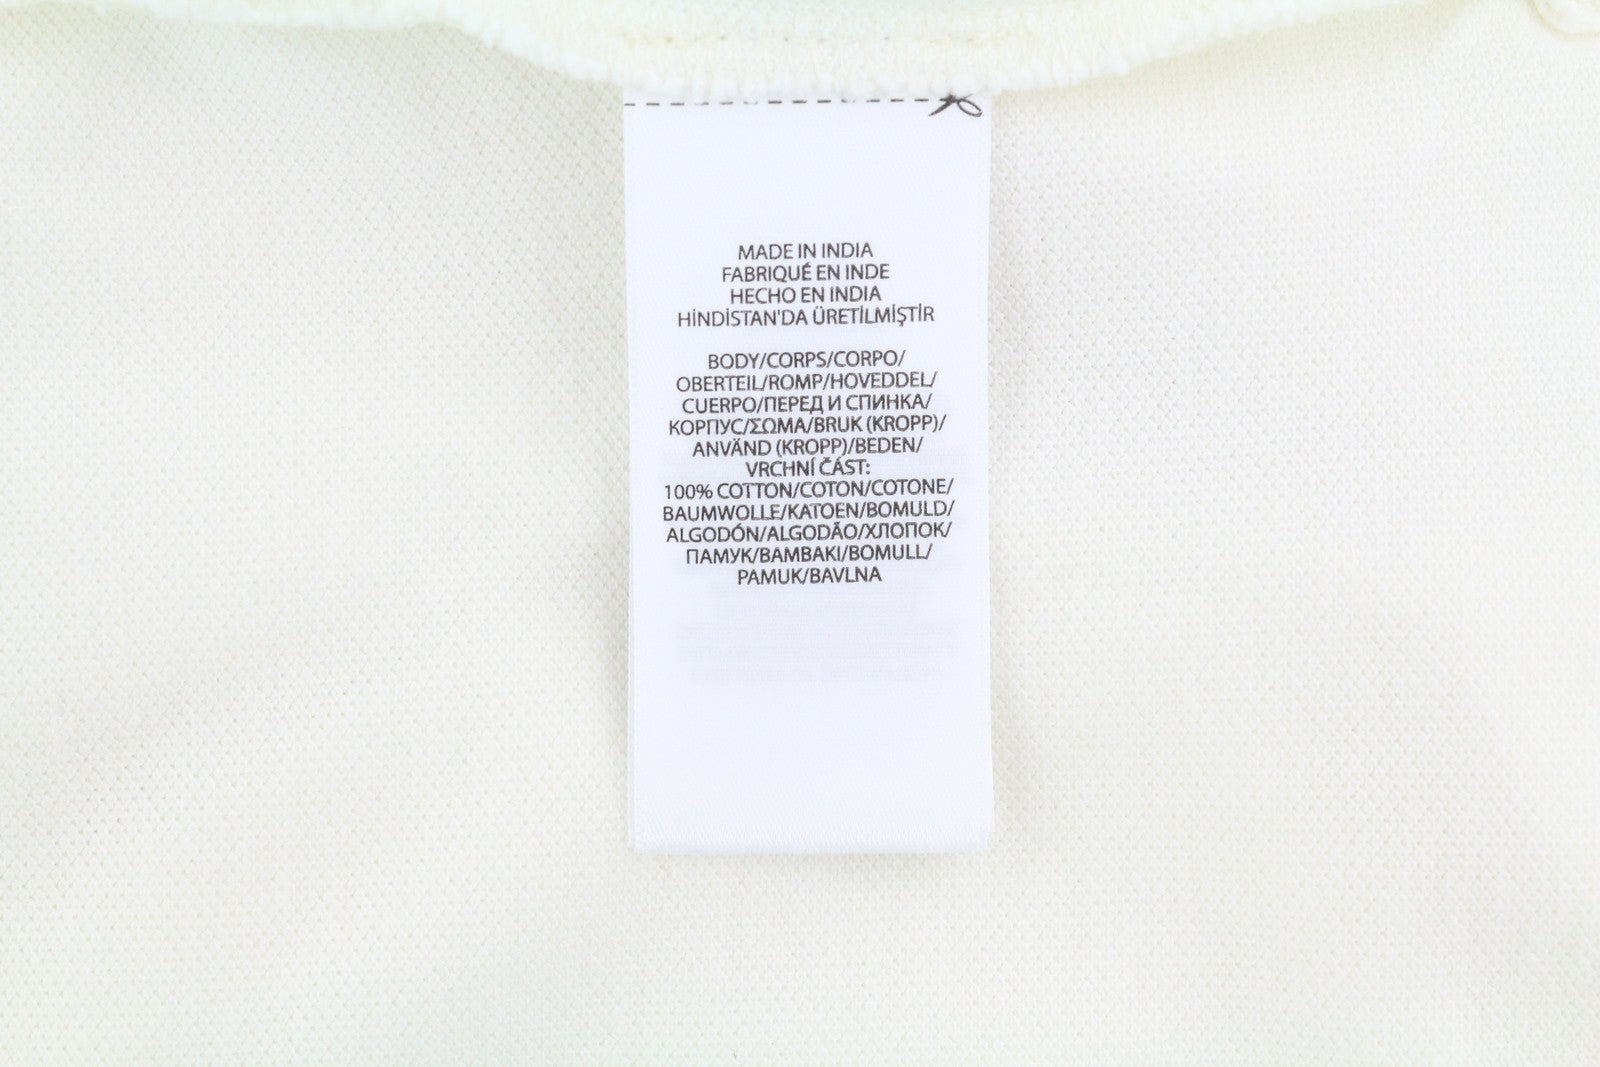 MADE IN INDIA
FABRIQUÉ EN INDE
HECHO EN INDIA
HİNDİSTAN'DA ÜRETİLMİŞTİR
BODY/CORPS/CORPO/
OBERTEIL/ROMP/HOVEDDEL/
CUERPO/ПЕРЕД И СПИНКА/
КОРПУС/ΣΩΜΑ/BRUK (KROPP)/
ANVÄND (KROPP)/BEDEN/
VRCHNÍ ČÁST:
100% COTTON/COTON/COTONE/
BAUMWOLLE/KATOEN/BOMULD/
ALGODÓN/ALGODÃO/ХЛОПОК/
ПАМУК/ΒΑΜΒΑΚΙ/BOMULL/
PAMUK/BAVLNA